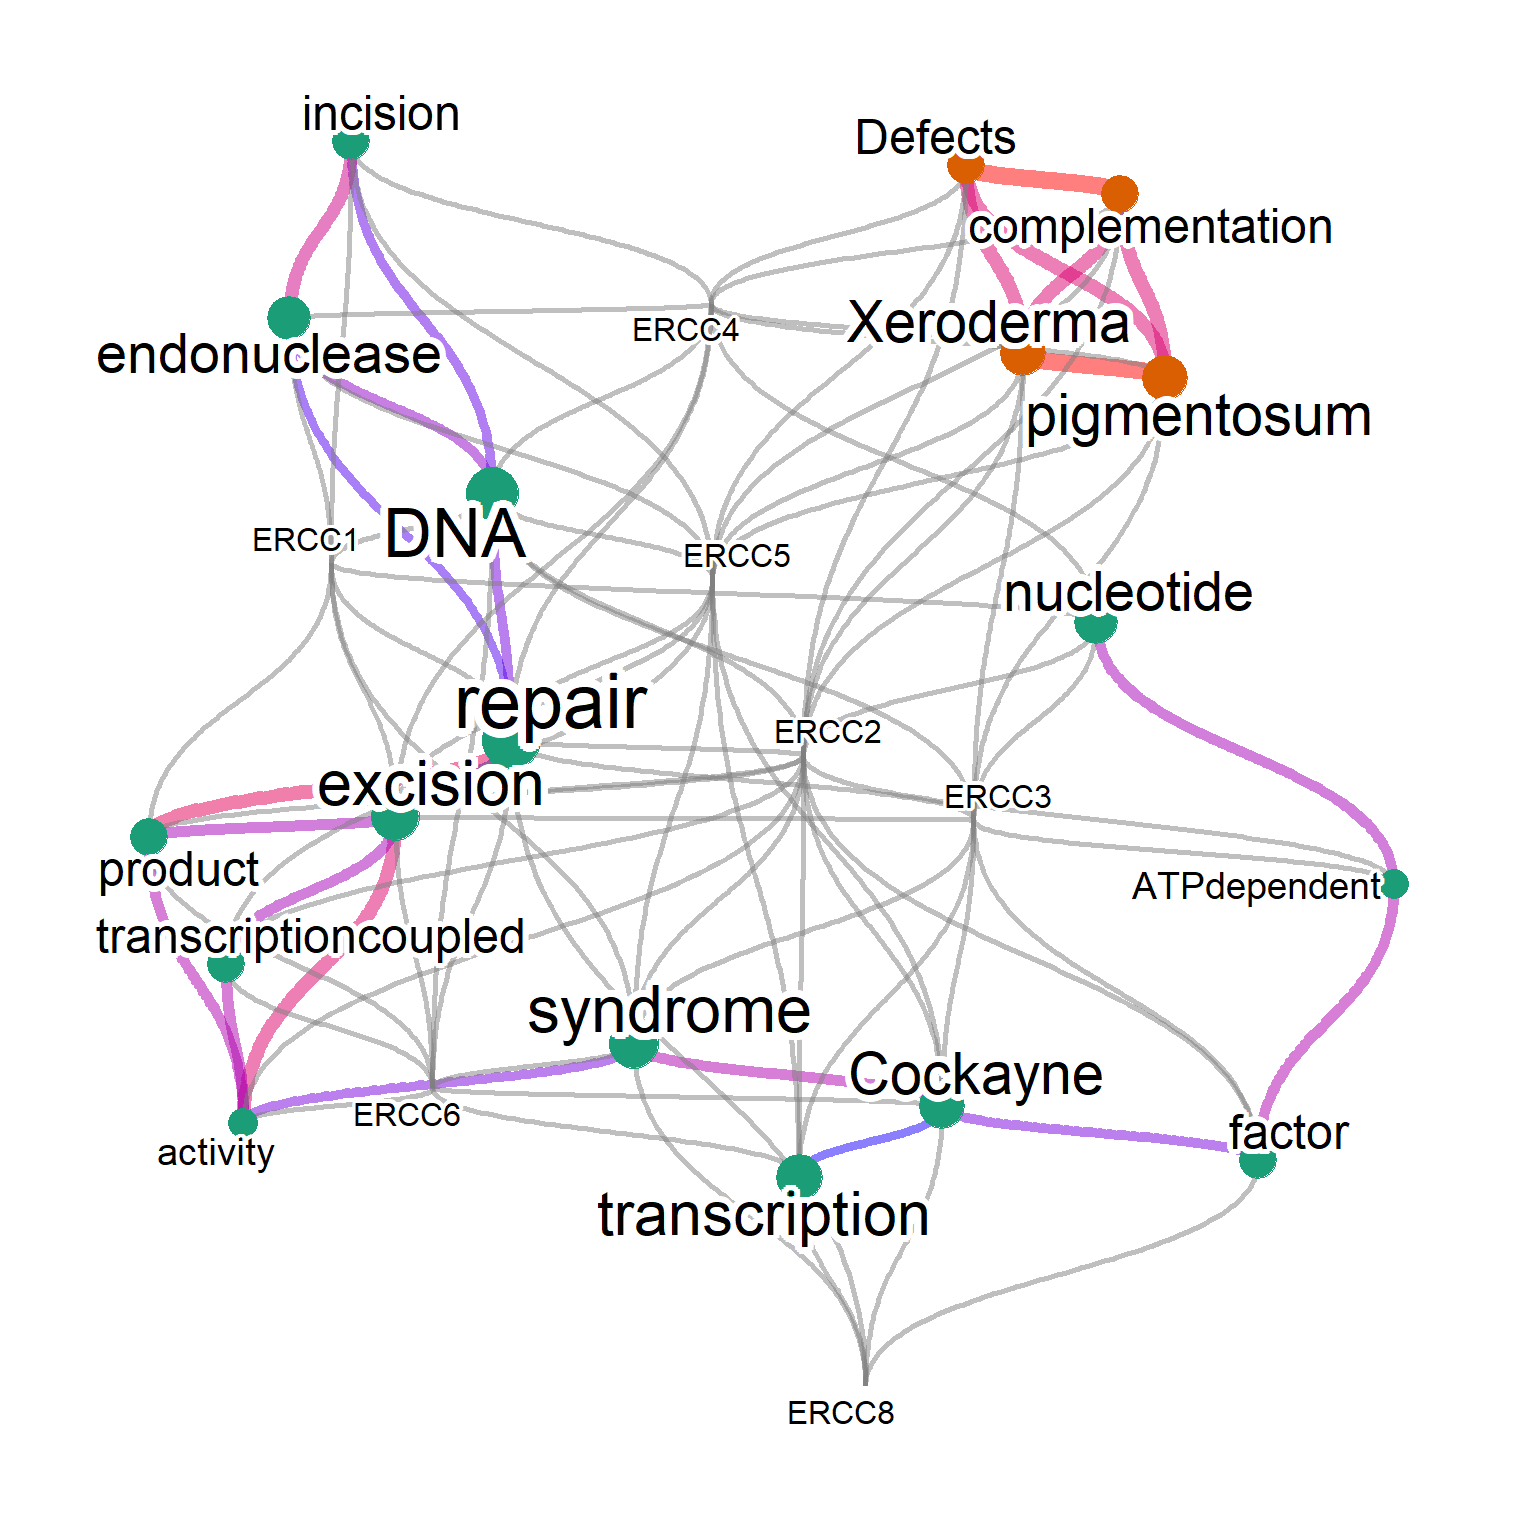 incision
Defects
complementation
ERCC4
Xeroderma
endonuclease
pigmentosum
DNA
ERCC1
ERCC5
nucleotide
repair
ERCC2
excision
ERCC3
product
ATPdependent
transcriptioncoupled
syndrome
Cockayne
ERCC6
factor
activity
transcription
ERCC8